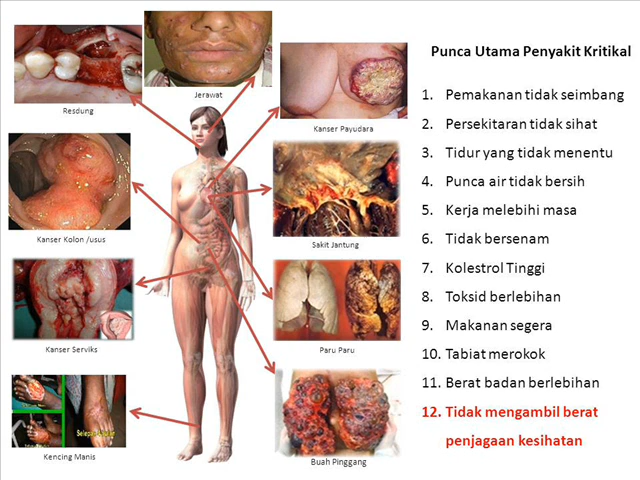 Punca Utama Penyakit Kritikal
Resdung
Jerawat
Kanser Payudara
Kanser Kolon /usus
Sakit Jantung
Kanser Serviks
Paru Paru
Kencing Manis
Buah Pinggang
1. Pemakanan tidak seimbang
2. Persekitaran tidak sihat
3. Tidur yang tidak menentu
4. Punca air tidak bersih
5. Kerja melebihi masa
6. Tidak bersenam
7. Kolestrol Tinggi
8. Toksid berlebihan
9. Makanan segera
10. Tabiat merokok
11. Berat badan berlebihan
12. Tidak mengambil berat
penjagaan kesihatan